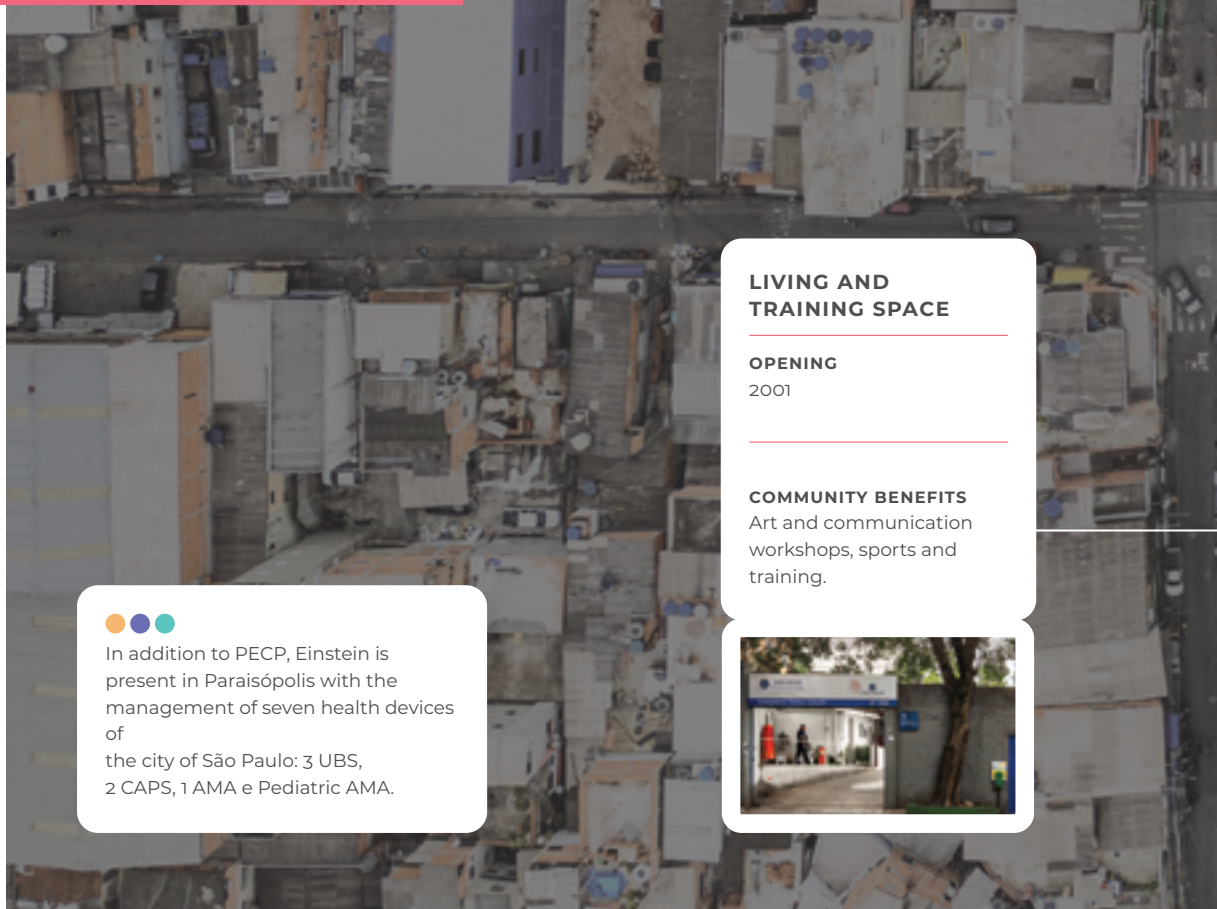 LIVING AND
TRAINING SPACE
OPENING
2001
COMMUNITY BENEFITS
Art and communication
workshops, sports and
training.
In addition to PECP, Einstein is
present in Paraisópolis with the
management of seven health devices
of
the city of São Paulo: 3 UBS,
2 CAPS, 1 AMA e Pediatric AMA.